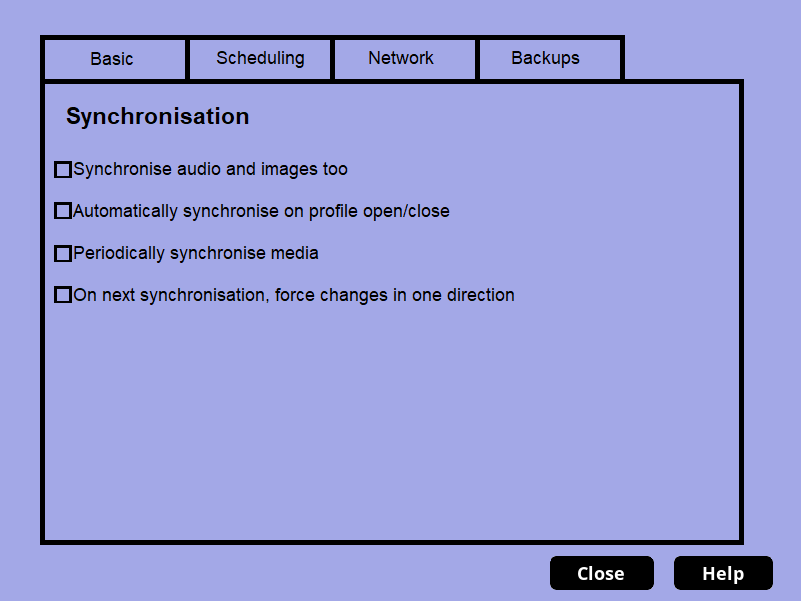 Basic
Scheduling
Network
Backups
Synchronisation
Synchronise audio and images too
Automatically synchronise on profile open/close
Periodically synchronise media
On next synchronisation, force changes in one direction
Close
Help